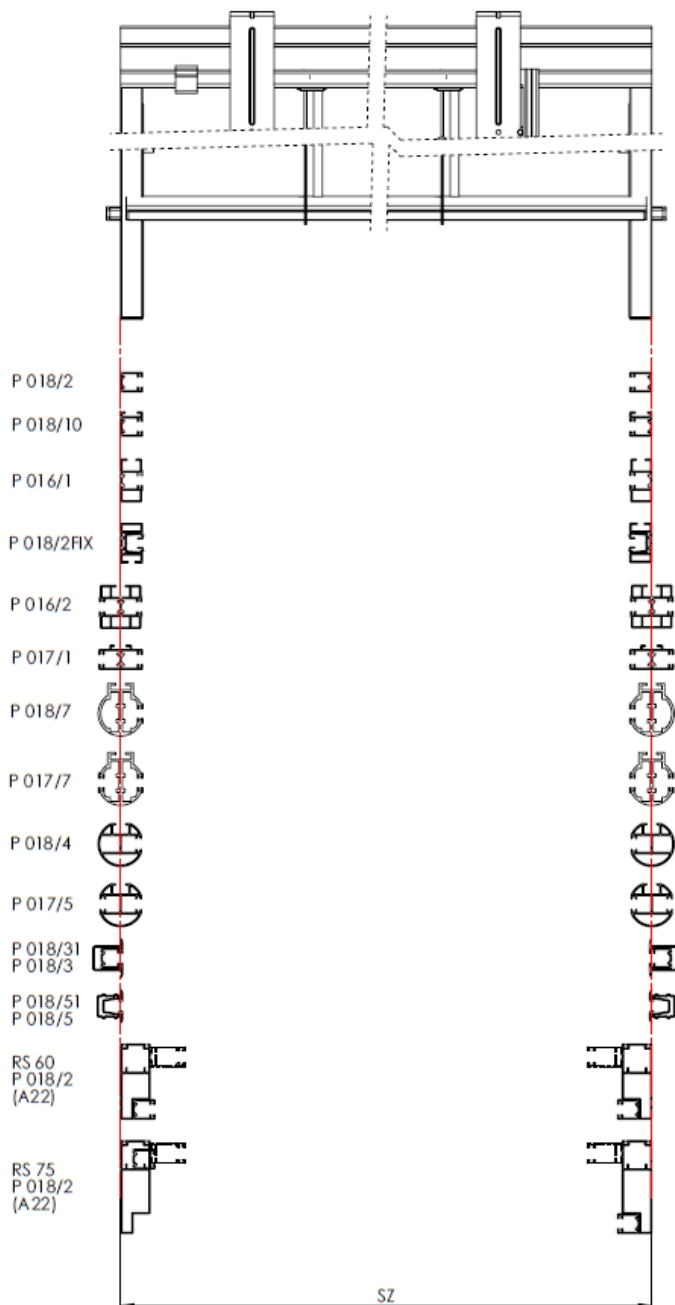 P 018/2
P 018/10
P 016/1
P 018/2FIX
P 016/2
P 017/1
P 018/7
P 017/7
P 018/4
P 017/5
P 018/31
P 018/3
P 018/51
P 018/5
RS 60
P 018/2
(A22)
RS 75
P 018/2
(A22)
SZ